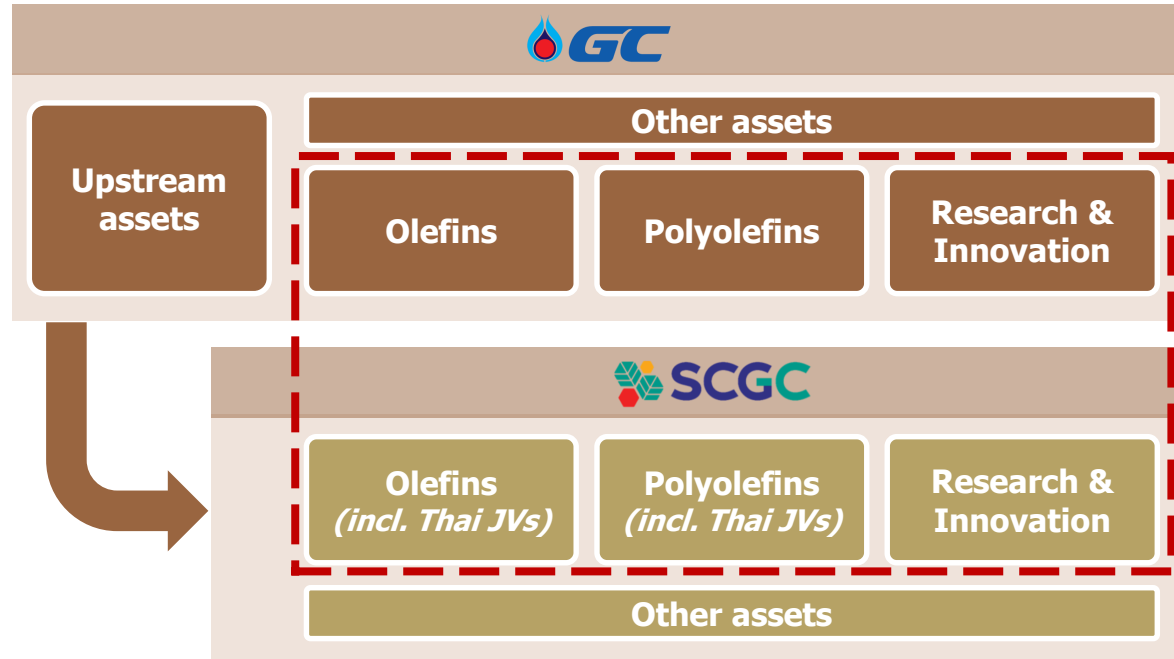 GC
Other assets
Upstream
assets
Olefins
Polyolefins
Research &
Innovation
SCGC
Olefins
(incl. Thai JVs)
Polyolefins
(incl. Thai JVs)
Research &
Innovation
Other assets